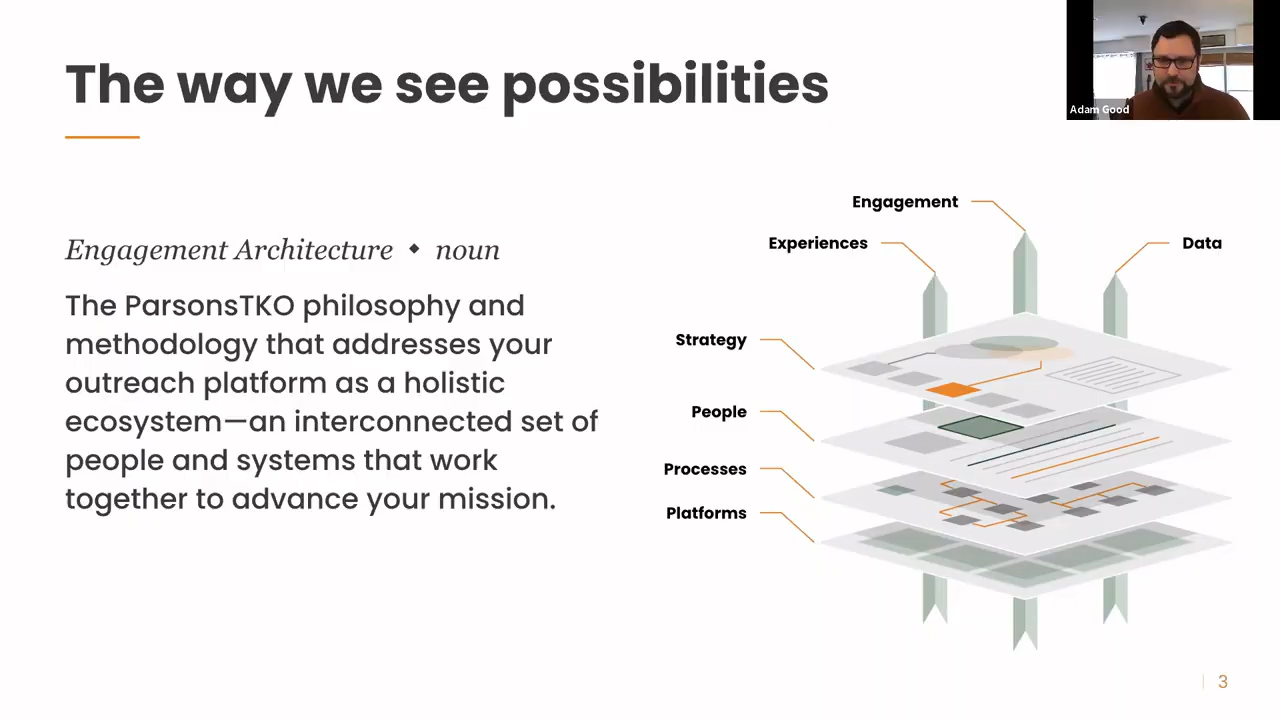 The way we see possibilities
Adam Good
Engagement Architecture ◆ noun
The ParsonsTKO philosophy and
methodology that addresses your
outreach platform as a holistic
ecosystem—an interconnected set of
people and systems that work
together to advance your mission.
Engagement
Experiences
Data
Strategy
People
Processes
Platforms
3